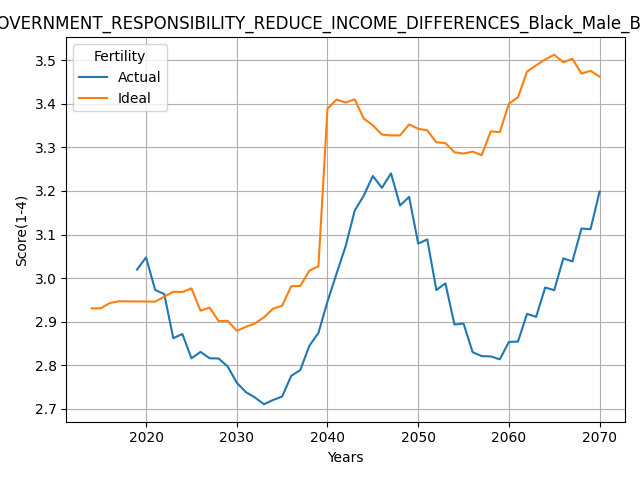 OVERNMENT_RESPONSIBILITY_REDUCE_INCOME_DIFFERENCES_Black_Male_B
Fertility
Actual
Ideal
3.5
3.4
3.3
3.2
3.1
3.0
2.9
2.8
2.7
Score(1-4)
2020 2030 2040 2050 2060 2070
Years